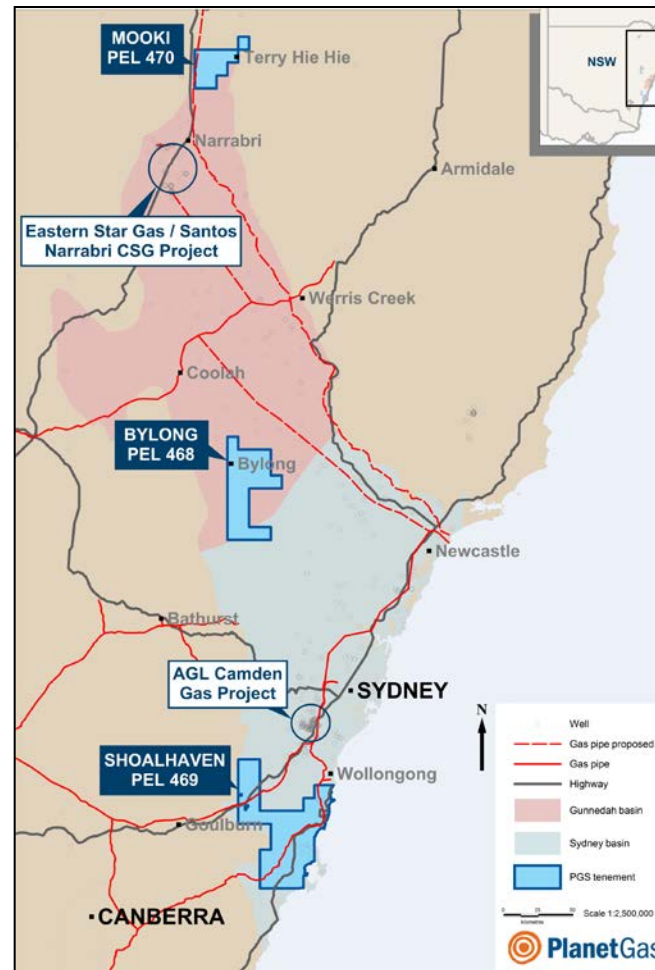 MOOKI
PEL 470
Terry Hie Hie
NSW
Narrabri
Armidale
Eastern Star Gas / Santos
Narrabri CSG Project
Werris Creek
Coolah
BYLONG
PEL 468
Bylong
Newcastle
Bathurst
AGL Camden
Gas Project
SYDNEY
SHOALHAVEN
PEL 469
Wollongong
Goulburn
CANBERRA
N
Well
Gas pipe proposed
Gas pipe
Highway
Gunnedah basin
Sydney basin
PGS tenement
Scale 1:2,500,000
PlanetGas